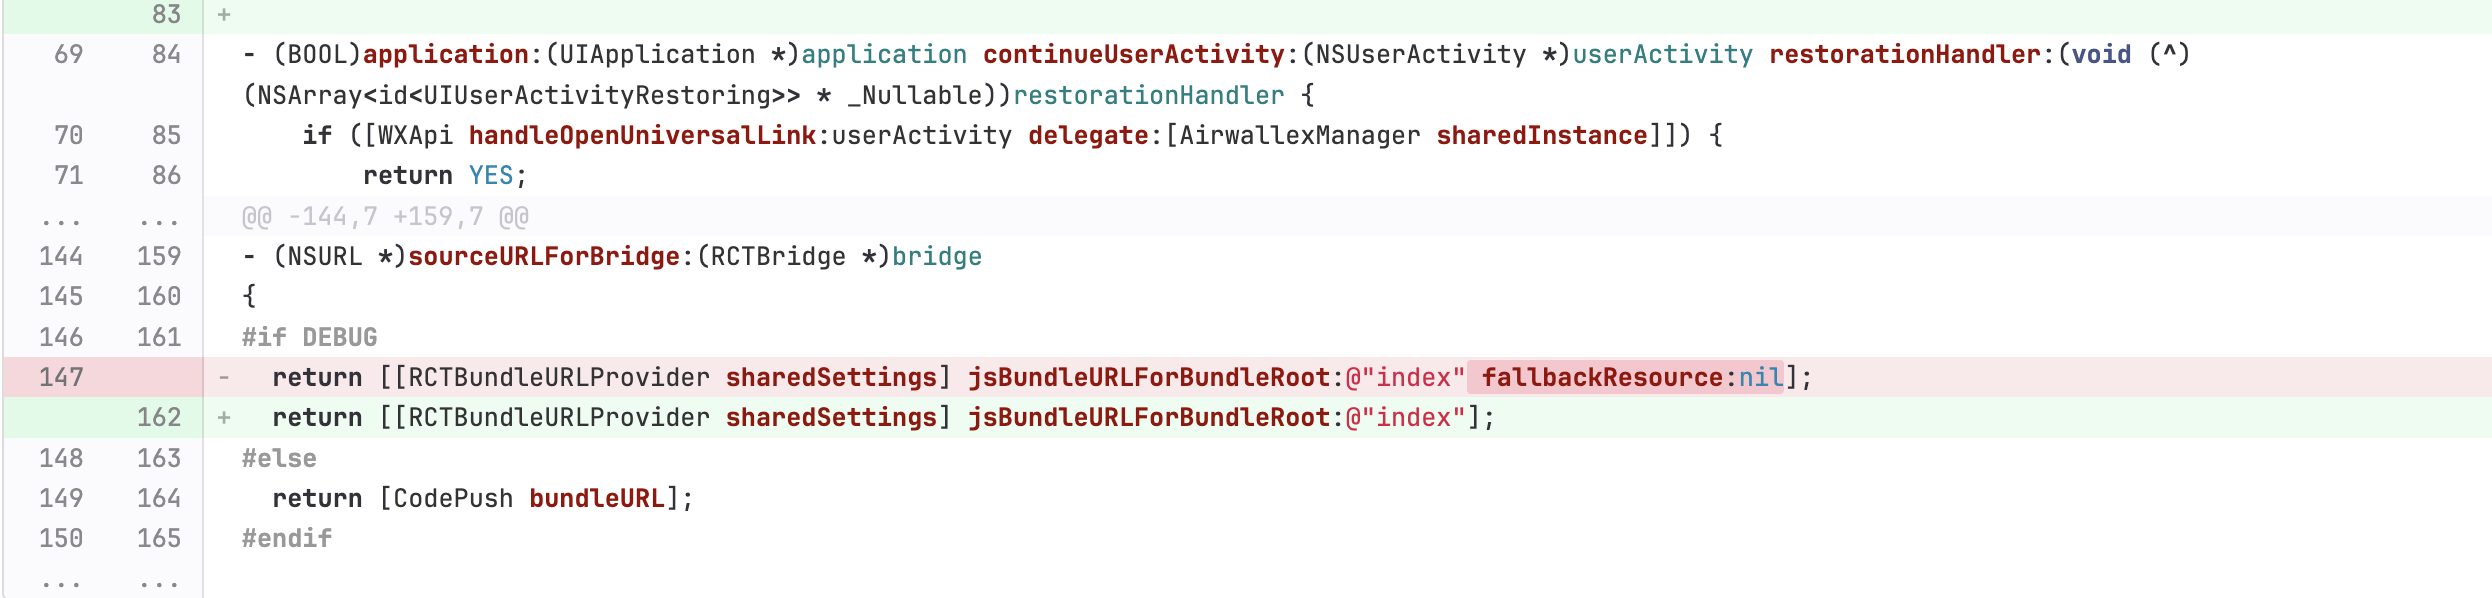 83 +
69 84 - (BOOL)application:(UIApplication *)application continueUserActivity:(NSUserActivity *)userActivity restorationHandler:(void (^)
(NSArray<id<UIUserActivityRestoring>> * _Nullable))restorationHandler {
70 85 if ([WXApi handleOpenUniversalLink:userActivity delegate:[AirwallexManager sharedInstance]]) {
71 86 return YES;
... ... @@ -144,7 +159,7 @@
144 159 - (NSURL *)sourceURLForBridge:(RCTBridge *)bridge
145 160 {
146 161 #if DEBUG
147 - return [[RCTBundleURLProvider sharedSettings] jsBundleURLForBundleRoot:@"index" fallbackResource:nil];
162 + return [[RCTBundleURLProvider sharedSettings] jsBundleURLForBundleRoot:@"index"];
148 163 #else
149 164 return [CodePush bundleURL];
150 165 #endif
... ...